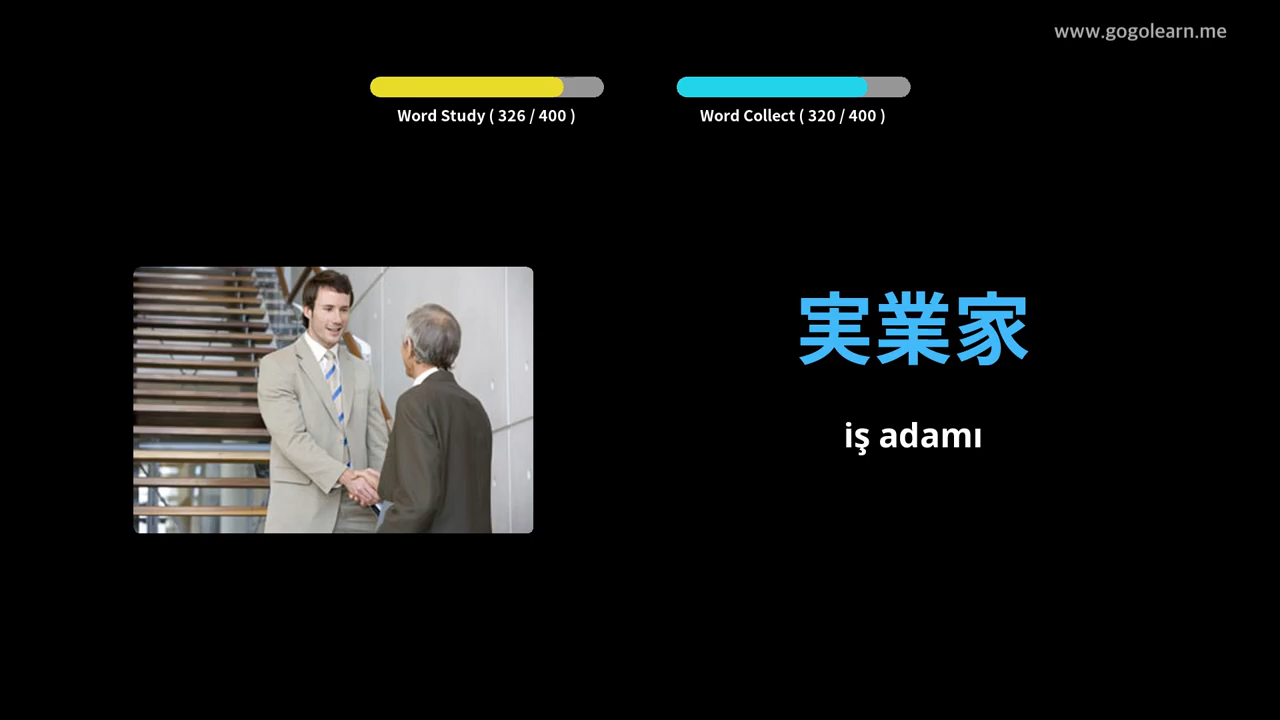 www.gogolearn.me
Word Study ( 326 / 400 )
Word Collect ( 320 / 400 )
実業家
iş adamı